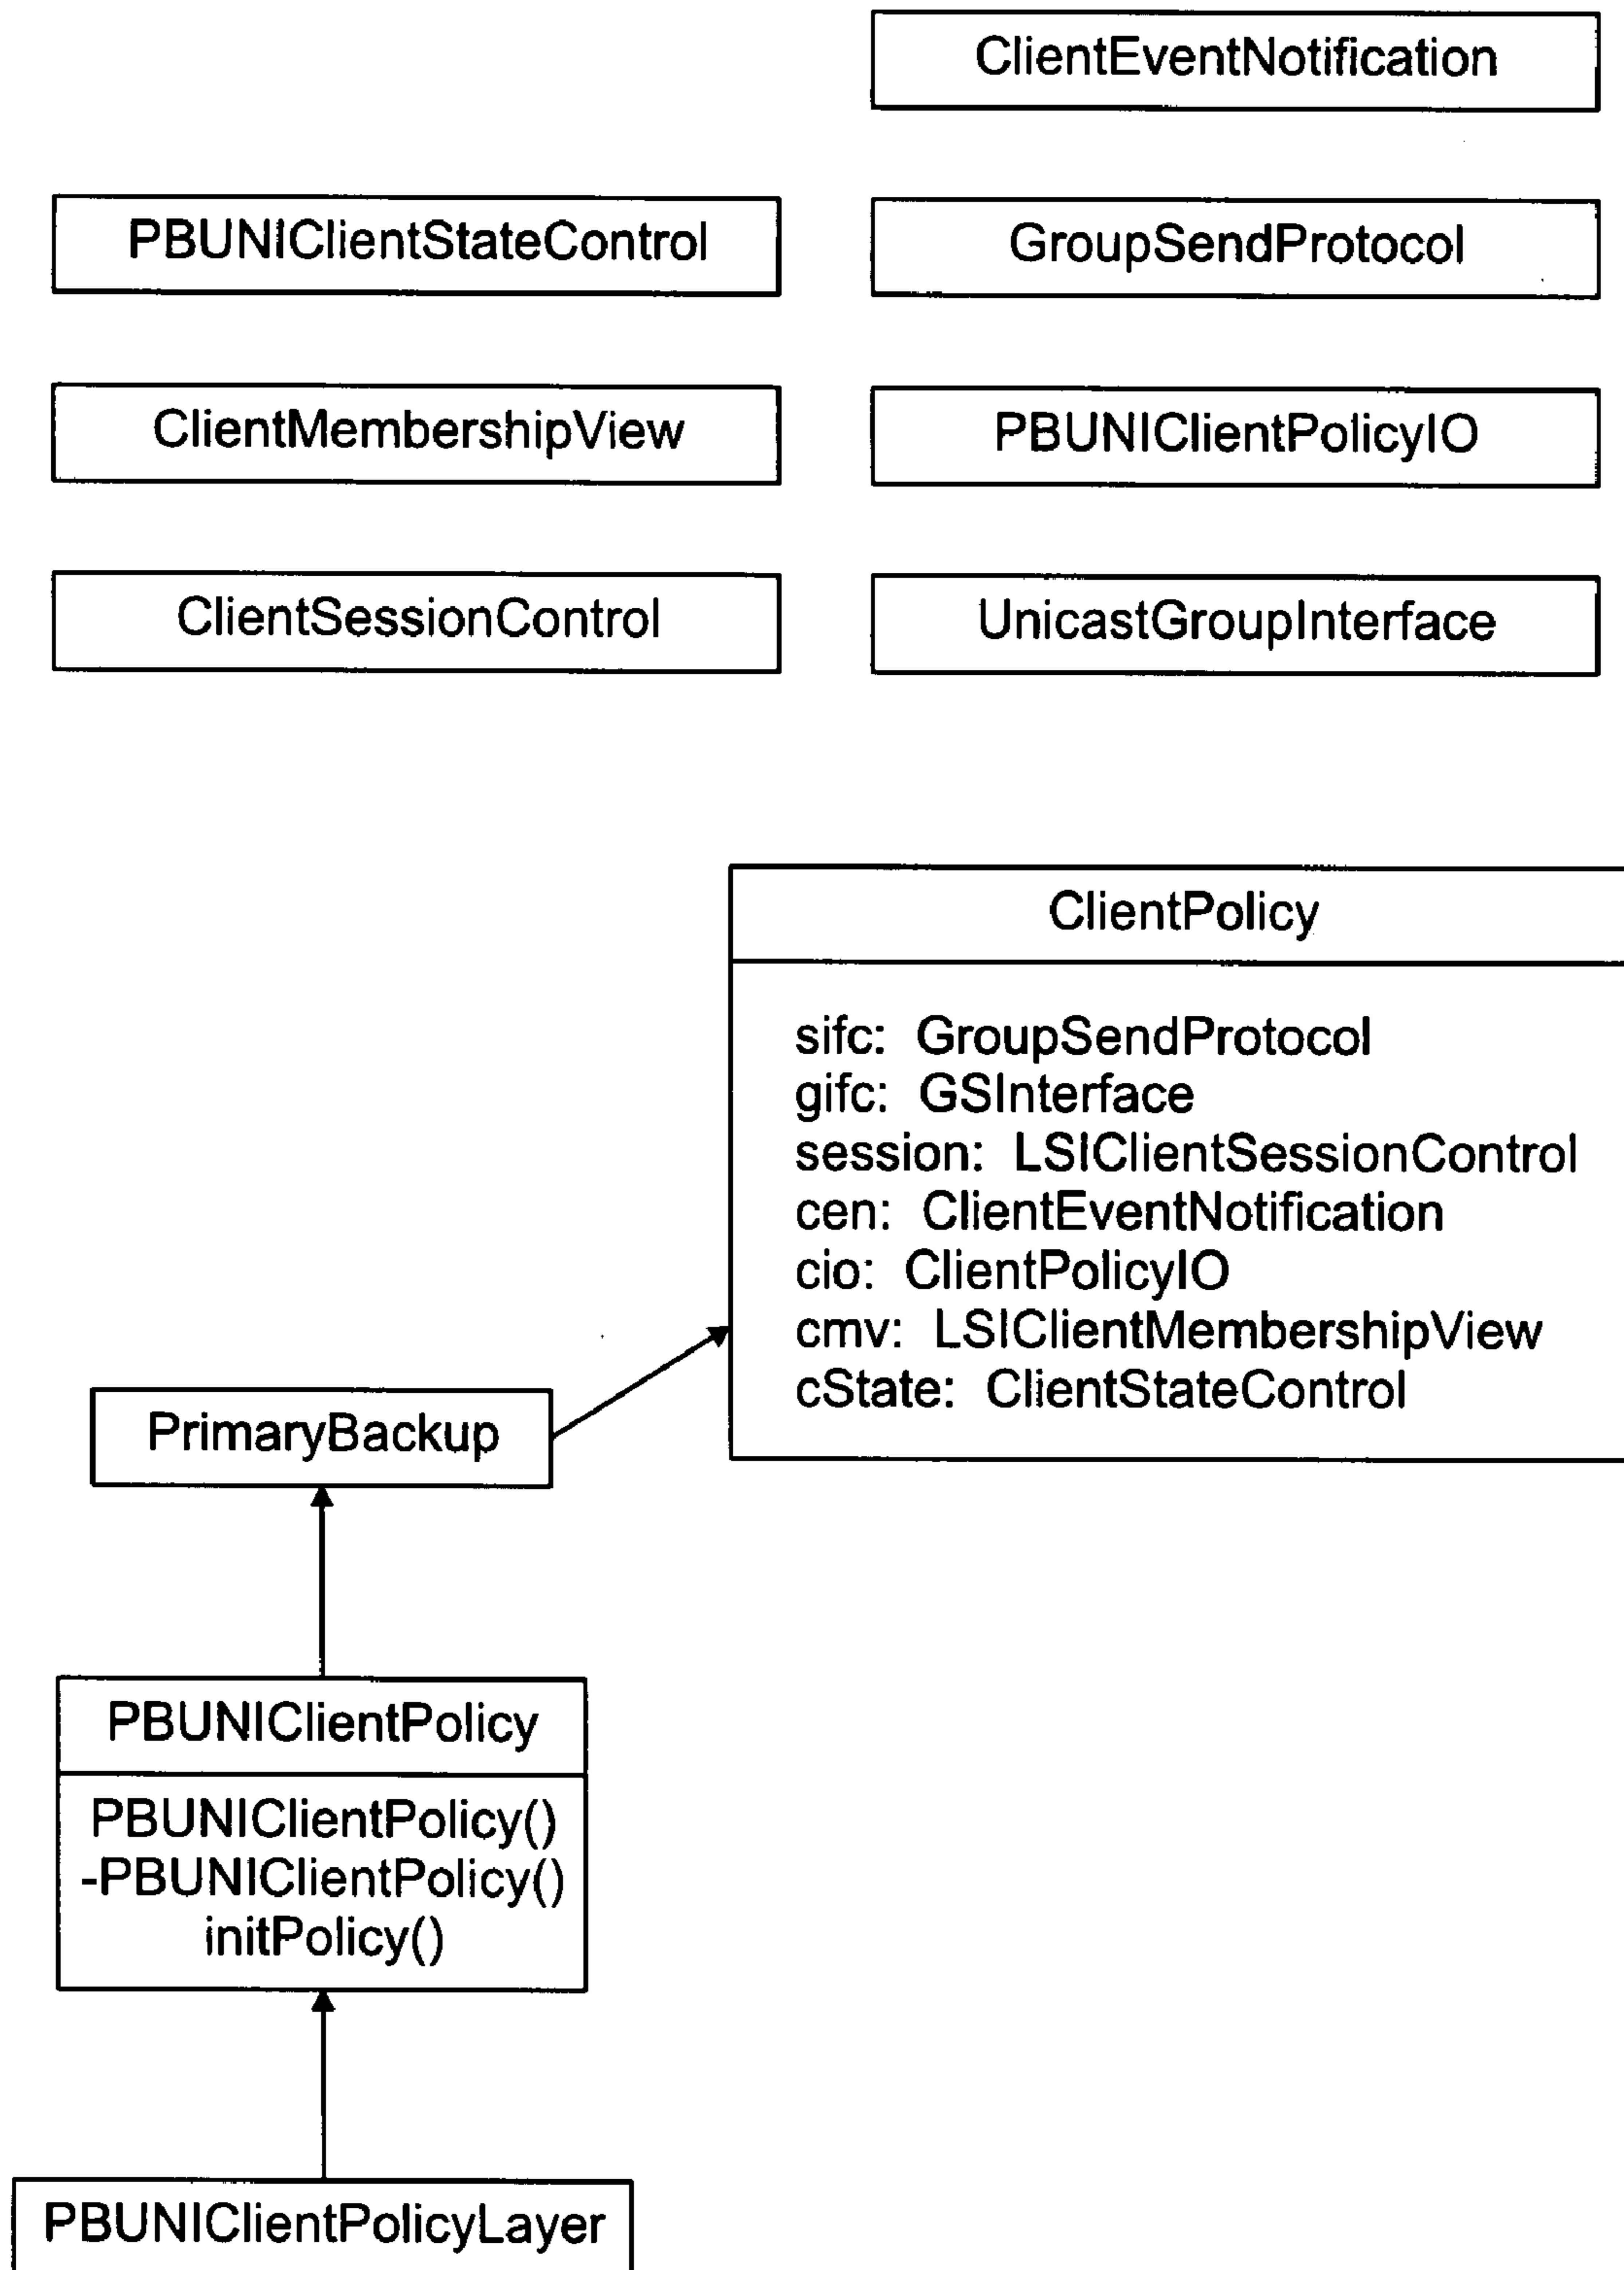 ClientEventNotification
PBUNIClientStateControl
GroupSendProtocol
ClientMembershipView
PBUNIClientPolicyIO
ClientSessionControl
UnicastGroupInterface
ClientPolicy
sifc: GroupSendProtocol
gifc: GSInterface
session: LSIClientSessionControl
cen: ClientEventNotification
cio: ClientPolicyIO
cmv: LSIClientMembershipView
cState: ClientStateControl
PrimaryBackup
PBUNIClientPolicy
PBUNIClientPolicy()
-PBUNIClientPolicy()
initPolicy()
PBUNIClientPolicyLayer